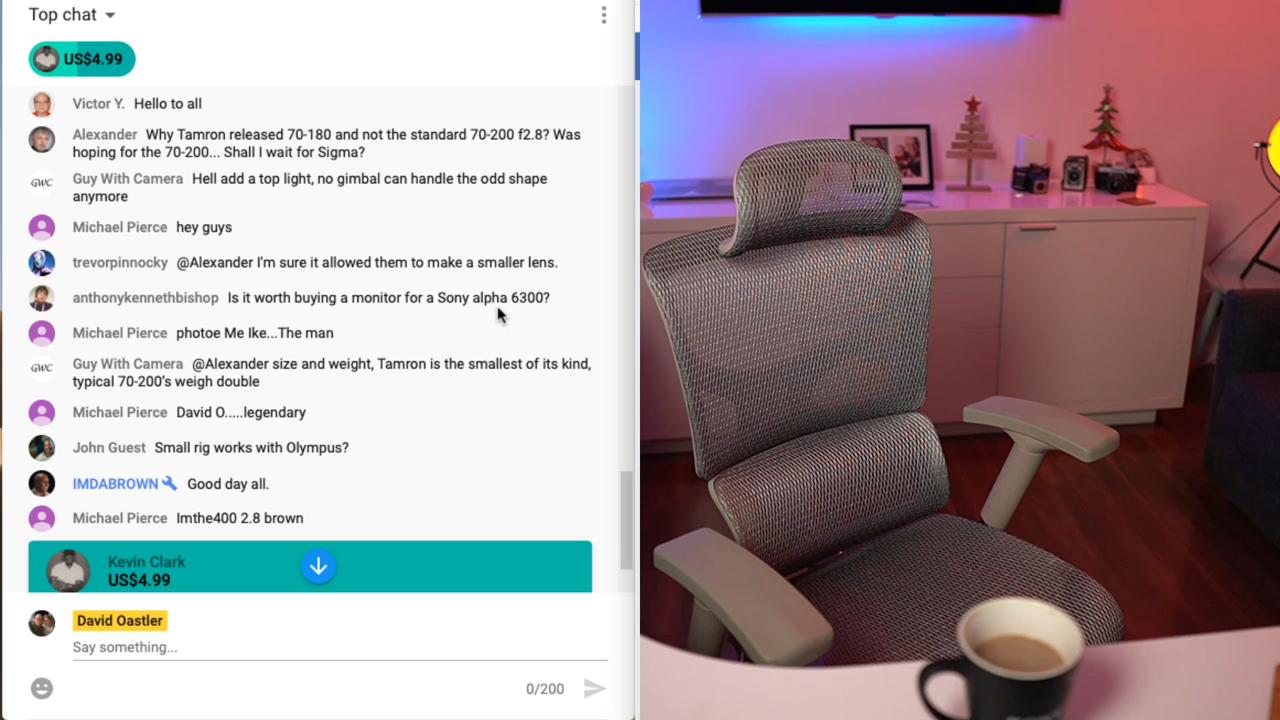 Top chat
US$4.99
Victor Y. Hello to all
Alexander Why Tamron released 70-180 and not the standard 70-200 f2.8? Was
hoping for the 70-200... Shall I wait for Sigma?
GWC Guy With Camera Hell add a top light, no gimbal can handle the odd shape
anymore
Michael Pierce hey guys
trevorpinnocky @Alexander I'm sure it allowed them to make a smaller lens.
anthonykennethbishop Is it worth buying a monitor for a Sony alpha 6300?
Michael Pierce photoe Me Ike...The man
GWC Guy With Camera @Alexander size and weight, Tamron is the smallest of its kind,
typical 70-200's weigh double
Michael Pierce David O.....legendary
John Guest Small rig works with Olympus?
IMDABROWN Good day all.
Michael Pierce Imthe400 2.8 brown
Kevin Clark
US$4.99
David Oastler
Say something...
0/200